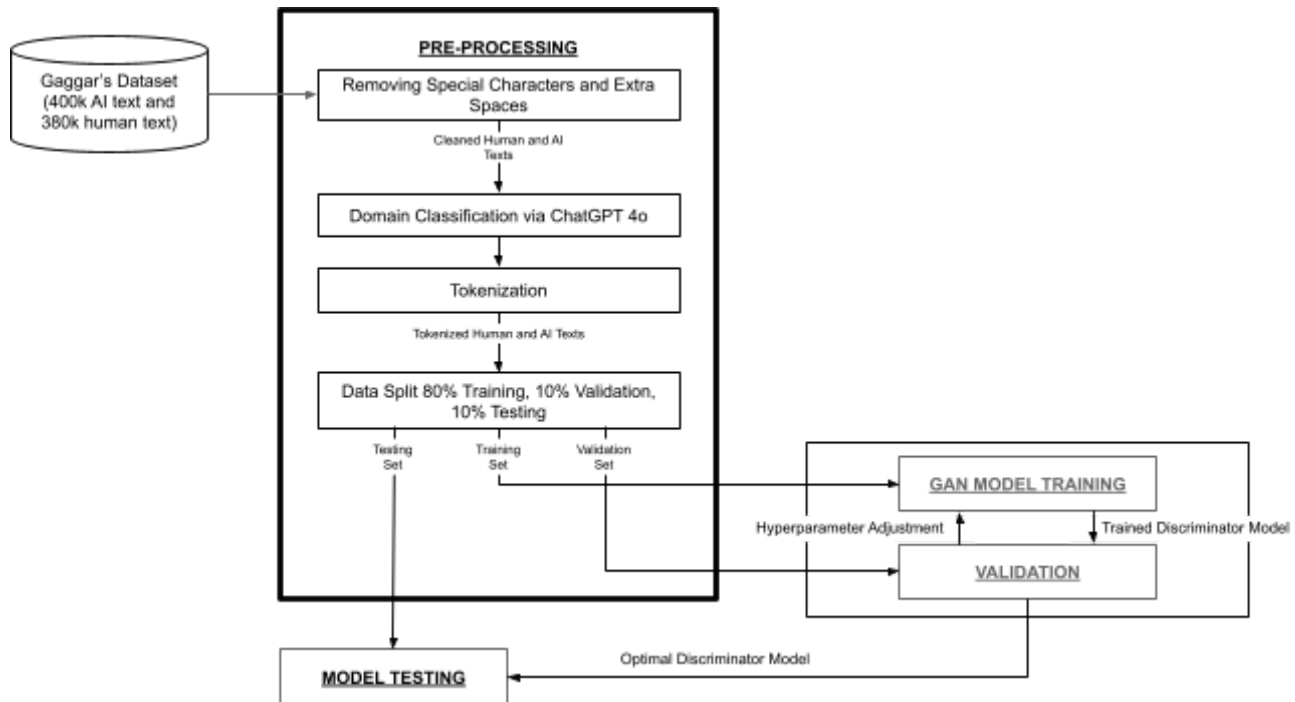 PRE-PROCESSING
Gaggar's Dataset
(400k AI text and
380k human text)
Removing Special Characters and Extra
Spaces
Cleaned Human and AI
Texts
Domain Classification via ChatGPT 4o
Tokenization
Tokenized Human and AI Texts
Data Split 80% Training, 10% Validation,
10% Testing
Testing
Set
Training
Set
Validation
Set
GAN MODEL TRAINING
Hyperparameter Adjustment
Trained Discriminator Model
VALIDATION
Optimal Discriminator Model
MODEL TESTING